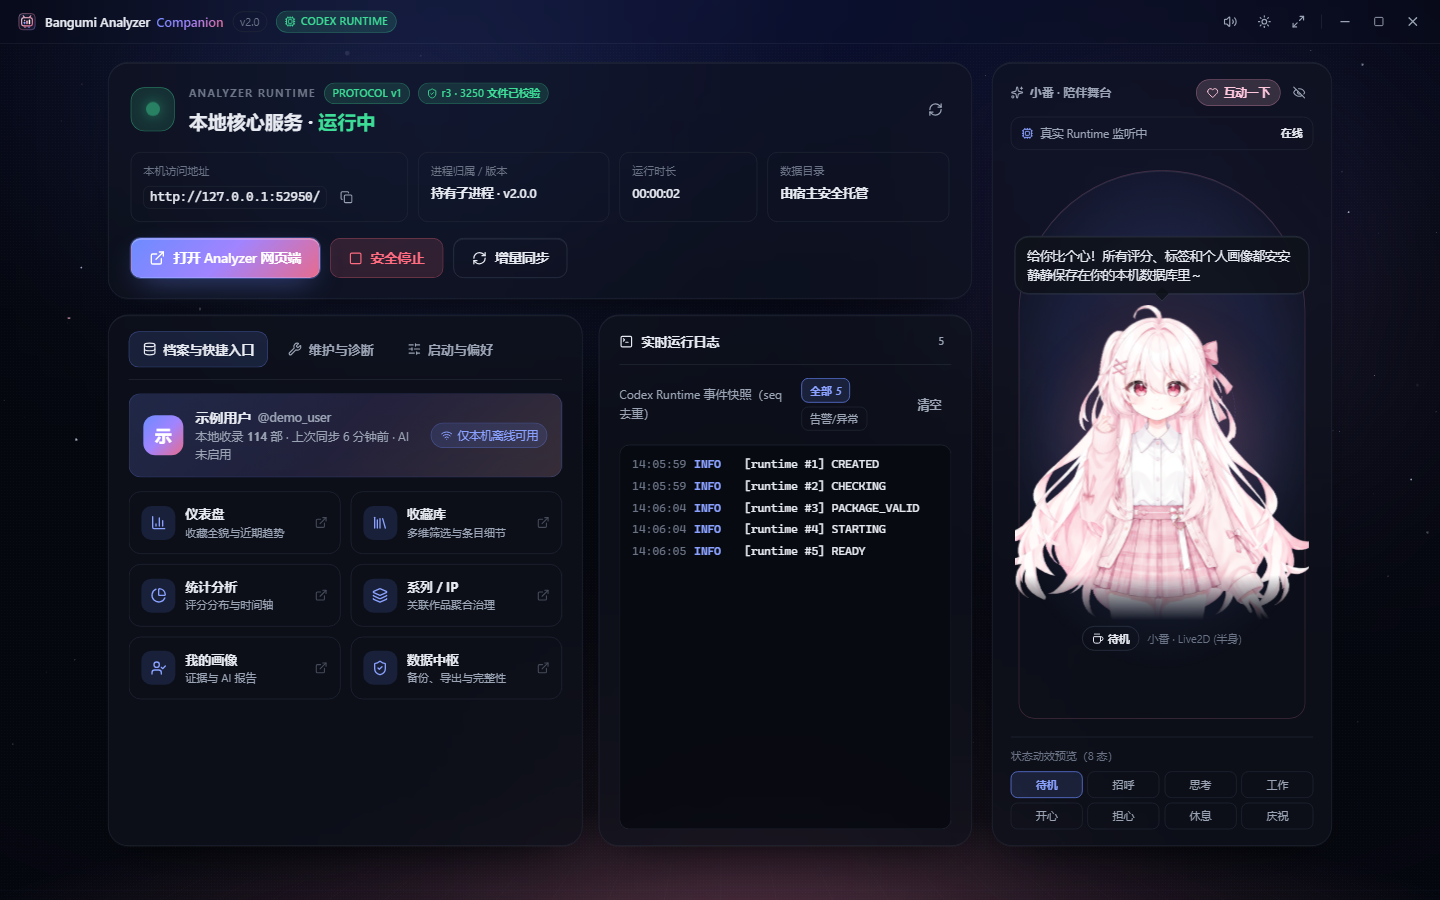 Bangumi Analyzer Companion v2.0 CODEX RUNTIME
ANALYZER RUNTIME PROTOCOL v1 r3 · 3250 文件已校验
本地核心服务 · 运行中
本机访问地址
http://127.0.0.1:52950/
进程归属 / 版本
持有子进程 · v2.0.0
运行时长
00:00:02
数据目录
由宿主安全托管
打开 Analyzer 网页端
安全停止
增量同步
档案与快捷入口
维护与诊断
启动与偏好
示
示例用户 @demo_user
本地收录 114 部 · 上次同步 6 分钟前 · AI
未启用
仅本机离线可用
仪表盘
收藏全貌与近期趋势
收藏库
多维筛选与条目细节
统计分析
评分分布与时间轴
系列 / IP
关联作品聚合治理
我的画像
证据与 AI 报告
数据中枢
备份、导出与完整性
实时运行日志
5
Codex Runtime 事件快照（seq
去重）
全部 5
告警/异常
清空
14:05:59 INFO [runtime #1] CREATED
14:05:59 INFO [runtime #2] CHECKING
14:06:04 INFO [runtime #3] PACKAGE_VALID
14:06:04 INFO [runtime #4] STARTING
14:06:05 INFO [runtime #5] READY
小番 · 陪伴舞台
互动一下
真实 Runtime 监听中
在线
给你比个心！所有评分、标签和个人画像都安安
静静保存在你的本机数据库里～
待机
小番 · Live2D (半身)
状态动效预览（8 态）
待机
招呼
思考
工作
开心
担心
休息
庆祝